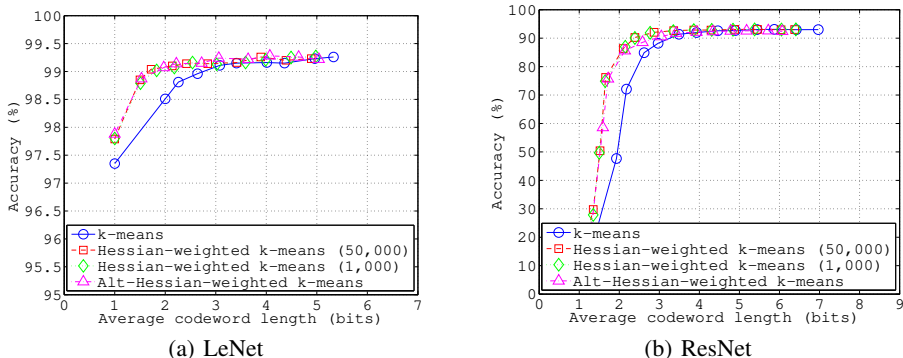 100
99.5
99
98.5
98
97.5
97
96.5
96
95.5
95
Accuracy (%)
k-means
Hessian-weighted k-means (50,000)
Hessian-weighted k-means (1,000)
Alt-Hessian-weighted k-means
0 1 2 3 4 5 6 7
Average codeword length (bits)
(a) LeNet
100
90
80
70
60
50
40
30
20
10
0
Accuracy (%)
k-means
Hessian-weighted k-means (50,000)
Hessian-weighted k-means (1,000)
Alt-Hessian-weighted k-means
0 1 2 3 4 5 6 7 8 9
Average codeword length (bits)
(b) ResNet